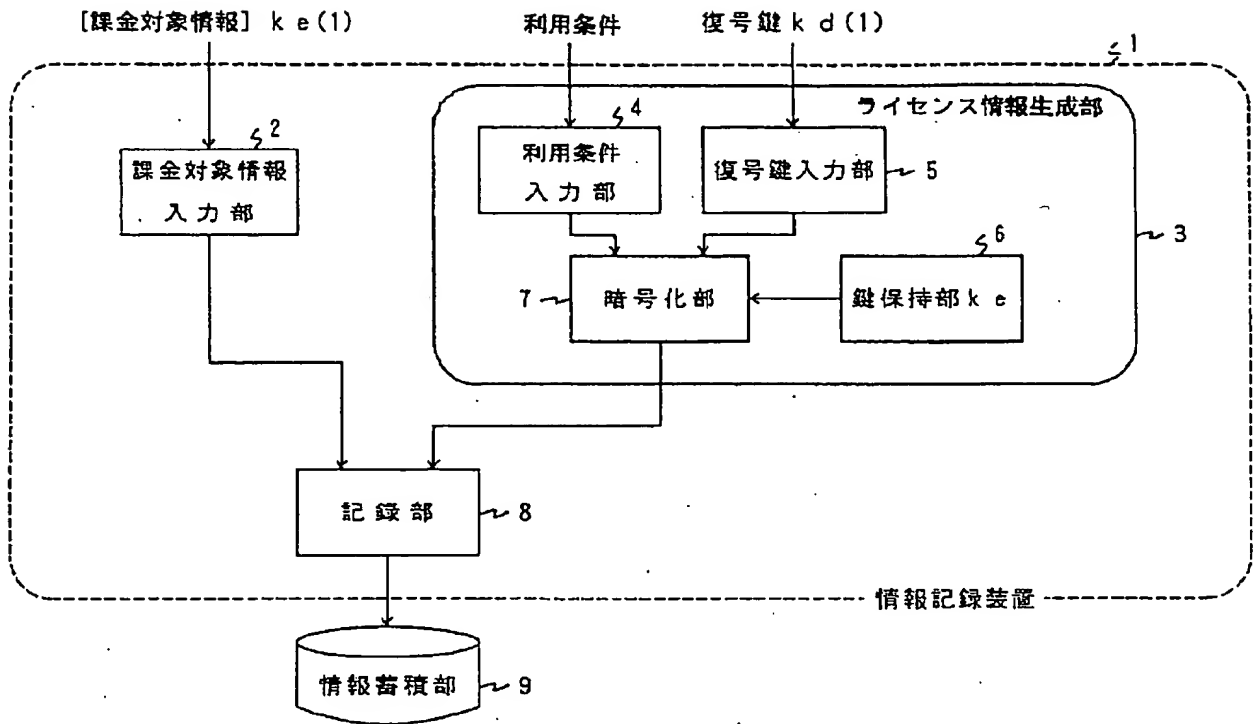 [課金対象情報] ke(1)
利用条件
復号鍵kd(1)
1
ライセンス情報生成部
2
課金対象情報
入力部
4
利用条件
入力部
復号鍵入力部
5
3
6
7
暗号化部
鍵保持部ke
記録部
8
情報記録装置
情報蓄積部
9